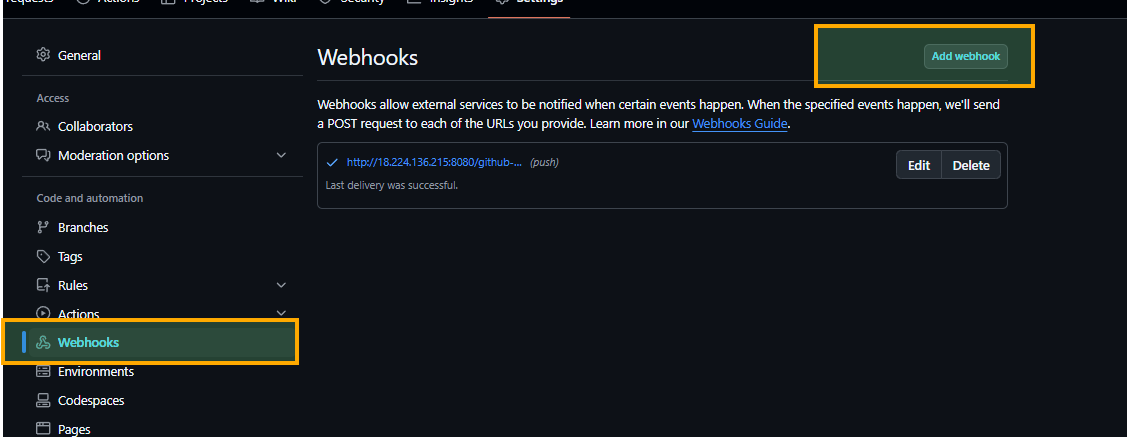 requests Actions Projects Wiki Security Insights Settings
General
Access
Collaborators
Moderation options
Code and automation
Branches
Tags
Rules
Actions
Webhooks
Environments
Codespaces
Pages
Webhooks
Add webhook
Webhooks allow external services to be notified when certain events happen. When the specified events happen, we'll send
a POST request to each of the URLs you provide. Learn more in our Webhooks Guide.
http://18.224.136.215:8080/github-... (push)
Edit Delete
Last delivery was successful.